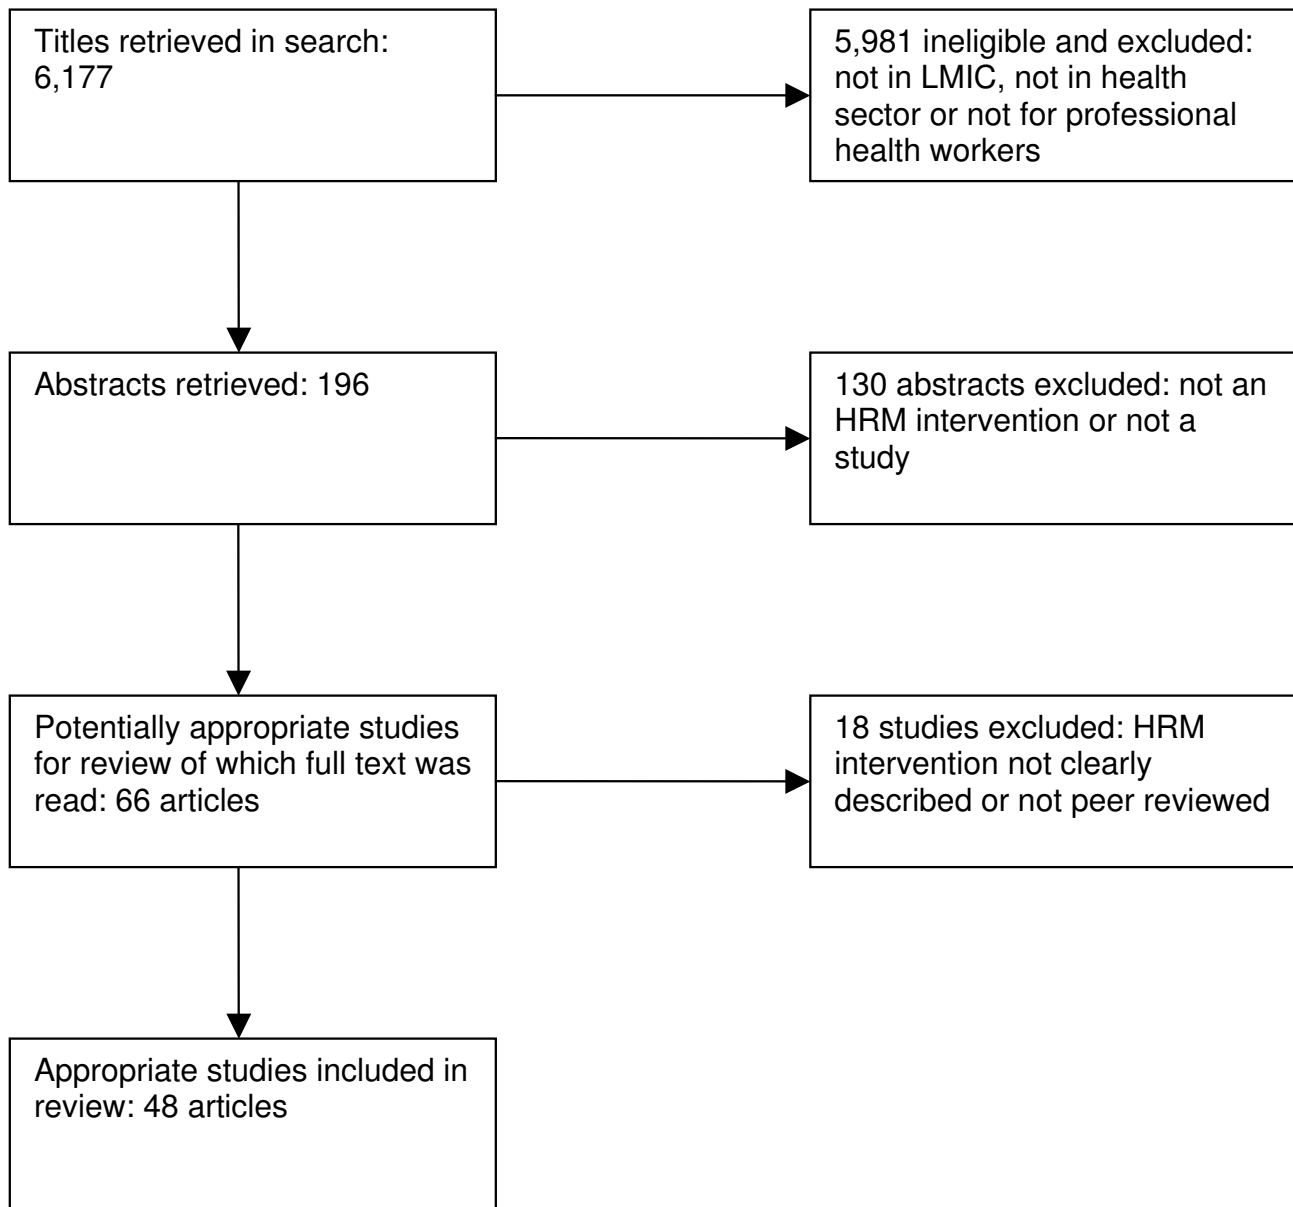 Titles retrieved in search:
6,177
5,981 ineligible and excluded:
not in LMIC, not in health
sector or not for professional
health workers
Abstracts retrieved: 196
130 abstracts excluded: not an
HRM intervention or not a
study
Potentially appropriate studies
for review of which full text was
read: 66 articles
18 studies excluded: HRM
intervention not clearly
described or not peer reviewed
Appropriate studies included in
review: 48 articles